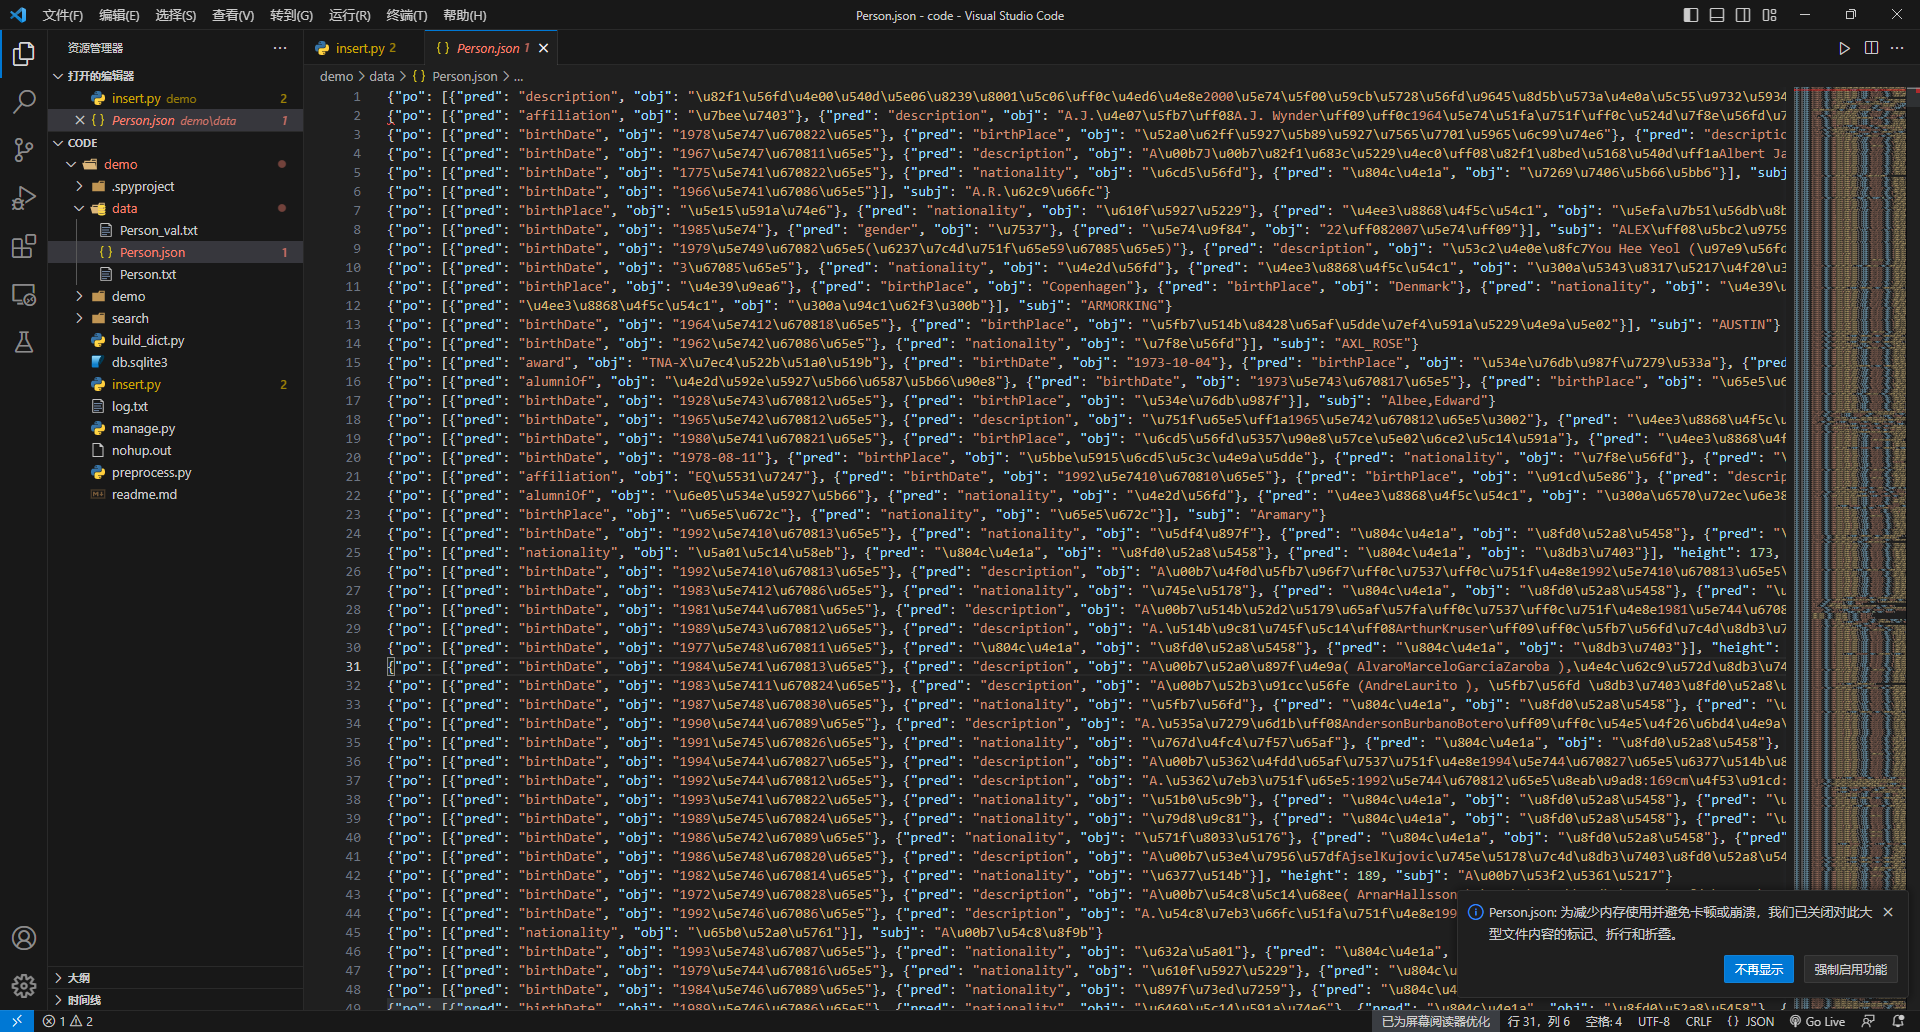 文件(F) 编辑(E) 选择(S) 查看(V) 转到(G) 运行(R) 终端(T) 帮助(H)
Person.json - code - Visual Studio Code
资源管理器
打开的编辑器
insert.py demo 2
Person.json demo\data 1
CODE
demo
.spyproject
data
Person_val.txt
Person.json 1
Person.txt
demo
search
build_dict.py
db.sqlite3
insert.py 2
log.txt
manage.py
nohup.out
preprocess.py
readme.md
大纲
时间线
insert.py 2
{} Person.json 1
demo > data > {} Person.json > ...
1 {"po": [{"pred": "description", "obj": "\u82f1\u56fd\u4e00\u540d\u5e06\u8239\u8001\u5c06\uff0c\u4ed6\u4e8e2000\u5e74\u5f00\u59cb\u5728\u56fd\u9645\u8d5b\u573a\u4e0a\u5c55\u9732\u5934
2 {"po": [{"pred": "affiliation", "obj": "\u7bee\u7403"}, {"pred": "description", "obj": "A.J.\u4e07\u5fb7\uff08A.J. Wynder\uff09\uff0c1964\u5e74\u51fa\u751f\uff0c\u524d\u7f8e\u56fd\u7
3 {"po": [{"pred": "birthDate", "obj": "1978\u5e747\u670822\u65e5"}, {"pred": "birthPlace", "obj": "\u52a0\u62ff\u5927\u5b89\u5927\u7565\u7701\u5965\u6c99\u74e6"}, {"pred": "descriptic
4 {"po": [{"pred": "birthDate", "obj": "1967\u5e747\u670811\u65e5"}, {"pred": "description", "obj": "A\u00b7J\u00b7\u82f1\u683c\u5229\u4ec0\uff08\u82f1\u8bed\u5168\u540d\uff1aAlbert Ja
5 {"po": [{"pred": "birthDate", "obj": "1775\u5e741\u670822\u65e5"}, {"pred": "nationality", "obj": "\u6cd5\u56fd"}, {"pred": "\u804c\u4e1a", "obj": "\u7269\u7406\u5b66\u5bb6"}], "subj
6 {"po": [{"pred": "birthDate", "obj": "1966\u5e741\u67086\u65e5"}], "subj": "A.R.\u62c9\u66fc"}
7 {"po": [{"pred": "birthPlace", "obj": "\u5e15\u591a\u74e6"}, {"pred": "nationality", "obj": "\u610f\u5927\u5229"}, {"pred": "\u4ee3\u8868\u4f5c\u54c1", "obj": "\u5efa\u7b51\u56db\u8b
8 {"po": [{"pred": "birthDate", "obj": "1985\u5e74"}, {"pred": "gender", "obj": "\u7537"}, {"pred": "\u5e74\u9f84", "obj": "22\uff082007\u5e74\uff09"}], "subj": "ALEX\uff08\u5bc2\u9759
9 {"po": [{"pred": "birthDate", "obj": "1979\u5e749\u67082\u65e5(\u6237\u7c4d\u751f\u65e59\u67085\u65e5)"}, {"pred": "description", "obj": "\u53c2\u4e0e\u8fc7You Hee Yeol (\u97e9\u56fd
10 {"po": [{"pred": "birthDate", "obj": "3\u67085\u65e5"}, {"pred": "nationality", "obj": "\u4e2d\u56fd"}, {"pred": "\u4ee3\u8868\u4f5c\u54c1", "obj": "\u300a\u5343\u8317\u5217\u4f20\u3
11 {"po": [{"pred": "birthPlace", "obj": "\u4e39\u9ea6"}, {"pred": "birthPlace", "obj": "Copenhagen"}, {"pred": "birthPlace", "obj": "Denmark"}, {"pred": "nationality", "obj": "\u4e39\u
12 {"po": [{"pred": "\u4ee3\u8868\u4f5c\u54c1", "obj": "\u300a\u94c1\u62f3\u300b"}], "subj": "ARMORKING"}
13 {"po": [{"pred": "birthDate", "obj": "1964\u5e7412\u670818\u65e5"}, {"pred": "birthPlace", "obj": "\u5fb7\u514b\u8428\u65af\u5dde\u7ef4\u591a\u5229\u4e9a\u5e02"}], "subj": "AUSTIN"}
14 {"po": [{"pred": "birthDate", "obj": "1962\u5e742\u67086\u65e5"}, {"pred": "nationality", "obj": "\u7f8e\u56fd"}], "subj": "AXL_ROSE"}
15 {"po": [{"pred": "award", "obj": "TNA-X\u7ec4\u522b\u51a0\u519b"}, {"pred": "birthDate", "obj": "1973-10-04"}, {"pred": "birthPlace", "obj": "\u534e\u76db\u987f\u7279\u533a"}, {"pred
16 {"po": [{"pred": "alumniOf", "obj": "\u4e2d\u592e\u5927\u5b66\u6587\u5b66\u90e8"}, {"pred": "birthDate", "obj": "1973\u5e743\u670817\u65e5"}, {"pred": "birthPlace", "obj": "\u65e5\u6
17 {"po": [{"pred": "birthDate", "obj": "1928\u5e743\u670812\u65e5"}, {"pred": "birthPlace", "obj": "\u534e\u76db\u987f"}], "subj": "Albee,Edward"}
18 {"po": [{"pred": "birthDate", "obj": "1965\u5e742\u670812\u65e5"}, {"pred": "description", "obj": "\u751f\u65e5\uff1a1965\u5e742\u670812\u65e5\u3002"}, {"pred": "\u4ee3\u8868\u4f5c\u
19 {"po": [{"pred": "birthDate", "obj": "1980\u5e741\u670821\u65e5"}, {"pred": "birthPlace", "obj": "\u6cd5\u56fd\u5357\u90e8\u57ce\u5e02\u6ce2\u5c14\u591a"}, {"pred": "\u4ee3\u8868\u4f
20 {"po": [{"pred": "birthDate", "obj": "1978-08-11"}, {"pred": "birthPlace", "obj": "\u5bbe\u5915\u6cd5\u5c3c\u4e9a\u5dde"}, {"pred": "nationality", "obj": "\u7f8e\u56fd"}, {"pred": "\
21 {"po": [{"pred": "affiliation", "obj": "EQ\u5531\u7247"}, {"pred": "birthDate", "obj": "1992\u5e7410\u670810\u65e5"}, {"pred": "birthPlace", "obj": "\u91cd\u5e86"}, {"pred": "descrip
22 {"po": [{"pred": "alumniOf", "obj": "\u6e05\u534e\u5927\u5b66"}, {"pred": "nationality", "obj": "\u4e2d\u56fd"}, {"pred": "\u4ee3\u8868\u4f5c\u54c1", "obj": "\u300a\u6570\u72ec\u6e38
23 {"po": [{"pred": "birthPlace", "obj": "\u65e5\u672c"}, {"pred": "nationality", "obj": "\u65e5\u672c"}], "subj": "Aramary"}
24 {"po": [{"pred": "birthDate", "obj": "1992\u5e7410\u670813\u65e5"}, {"pred": "nationality", "obj": "\u5df4\u897f"}, {"pred": "\u804c\u4e1a", "obj": "\u8fd0\u52a8\u5458"}, {"pred": "\
25 {"po": [{"pred": "nationality", "obj": "\u5a01\u5c14\u58eb"}, {"pred": "\u804c\u4e1a", "obj": "\u8fd0\u52a8\u5458"}, {"pred": "\u804c\u4e1a", "obj": "\u8db3\u7403"}], "height": 173,
26 {"po": [{"pred": "birthDate", "obj": "1992\u5e7410\u670813\u65e5"}, {"pred": "description", "obj": "A\u00b7\u4f0d\u5fb7\u96f7\uff0c\u7537\uff0c\u751f\u4e8e1992\u5e7410\u670813\u65e5\
27 {"po": [{"pred": "birthDate", "obj": "1983\u5e7412\u67086\u65e5"}, {"pred": "nationality", "obj": "\u745e\u5178"}, {"pred": "\u804c\u4e1a", "obj": "\u8fd0\u52a8\u5458"}, {"pred": "\u
28 {"po": [{"pred": "birthDate", "obj": "1981\u5e744\u67081\u65e5"}, {"pred": "description", "obj": "A\u00b7\u514b\u52d2\u5179\u65af\u57fa\uff0c\u7537\uff0c\u751f\u4e8e1981\u5e744\u6708
29 {"po": [{"pred": "birthDate", "obj": "1989\u5e743\u670812\u65e5"}, {"pred": "description", "obj": "A.\u514b\u9c81\u745f\u5c14\uff08ArthurKruser\uff09\uff0c\u5fb7\u56fd\u7c4d\u8db3\u7
30 {"po": [{"pred": "birthDate", "obj": "1977\u5e748\u670811\u65e5"}, {"pred": "\u804c\u4e1a", "obj": "\u8fd0\u52a8\u5458"}, {"pred": "\u804c\u4e1a", "obj": "\u8db3\u7403"}], "height":
31 {"po": [{"pred": "birthDate", "obj": "1984\u5e741\u670813\u65e5"}, {"pred": "description", "obj": "A\u00b7\u52a0\u897f\u4e9a( AlvaroMarceloGarciaZaroba ),\u4e4c\u62c9\u572d\u8db3\u74
32 {"po": [{"pred": "birthDate", "obj": "1983\u5e7411\u670824\u65e5"}, {"pred": "description", "obj": "A\u00b7\u52b3\u91cc\u56fe (AndreLaurito ), \u5fb7\u56fd \u8db3\u7403\u8fd0\u52a8\u
33 {"po": [{"pred": "birthDate", "obj": "1987\u5e748\u670830\u65e5"}, {"pred": "nationality", "obj": "\u5fb7\u56fd"}, {"pred": "\u804c\u4e1a", "obj": "\u8fd0\u52a8\u5458"}, {"pred": "\u
34 {"po": [{"pred": "birthDate", "obj": "1990\u5e744\u67089\u65e5"}, {"pred": "description", "obj": "A.\u535a\u7279\u6d1b\uff08AndersonBurbanoBotero\uff09\uff0c\u54e5\u4f26\u6bd4\u4e9a\
35 {"po": [{"pred": "birthDate", "obj": "1991\u5e745\u670826\u65e5"}, {"pred": "nationality", "obj": "\u767d\u4fc4\u7f57\u65af"}, {"pred": "\u804c\u4e1a", "obj": "\u8fd0\u52a8\u5458"},
36 {"po": [{"pred": "birthDate", "obj": "1994\u5e744\u670827\u65e5"}, {"pred": "description", "obj": "A\u00b7\u5362\u4fdd\u65af\u7537\u751f\u4e8e1994\u5e744\u670827\u65e5\u6377\u514b\u8
37 {"po": [{"pred": "birthDate", "obj": "1992\u5e744\u670812\u65e5"}, {"pred": "description", "obj": "A.\u5362\u7eb3\u751f\u65e5:1992\u5e744\u670812\u65e5\u8eab\u9ad8:169cm\u4f53\u91cd:
38 {"po": [{"pred": "birthDate", "obj": "1993\u5e741\u670822\u65e5"}, {"pred": "nationality", "obj": "\u51b0\u5c9b"}, {"pred": "\u804c\u4e1a", "obj": "\u8fd0\u52a8\u5458"}, {"pred": "\u
39 {"po": [{"pred": "birthDate", "obj": "1989\u5e745\u670824\u65e5"}, {"pred": "nationality", "obj": "\u79d8\u9c81"}, {"pred": "\u804c\u4e1a", "obj": "\u8fd0\u52a8\u5458"}, {"pred": "\u
40 {"po": [{"pred": "birthDate", "obj": "1986\u5e742\u67089\u65e5"}, {"pred": "nationality", "obj": "\u571f\u8033\u5176"}, {"pred": "\u804c\u4e1a", "obj": "\u8fd0\u52a8\u5458"}, {"pred"
41 {"po": [{"pred": "birthDate", "obj": "1986\u5e748\u670820\u65e5"}, {"pred": "description", "obj": "A\u00b7\u53e4\u7956\u57dfAjselKujovic\u745e\u5178\u7c4d\u8db3\u7403\u8fd0\u52a8\u54
42 {"po": [{"pred": "birthDate", "obj": "1982\u5e746\u670814\u65e5"}, {"pred": "nationality", "obj": "\u6377\u514b"}], "height": 189, "subj": "A\u00b7\u53f2\u5361\u5217"}
43 {"po": [{"pred": "birthDate", "obj": "1972\u5e749\u670828\u65e5"}, {"pred": "description", "obj": "A\u00b7\u54c8\u5c14\u68ee( ArnarHallsson
44 {"po": [{"pred": "birthDate", "obj": "1992\u5e746\u67086\u65e5"}, {"pred": "description", "obj": "A.\u54c8\u7eb3\u66fc\u51fa\u751f\u4e8e199
45 {"po": [{"pred": "nationality", "obj": "\u65b0\u52a0\u5761"}], "subj": "A\u00b7\u54c8\u8f9b"}
46 {"po": [{"pred": "birthDate", "obj": "1993\u5e748\u67087\u65e5"}, {"pred": "nationality", "obj": "\u632a\u5a01"}, {"pred": "\u804c\u4e1a",
47 {"po": [{"pred": "birthDate", "obj": "1979\u5e744\u670816\u65e5"}, {"pred": "nationality", "obj": "\u610f\u5927\u5229"}, {"pred": "\u804c\u
48 {"po": [{"pred": "birthDate", "obj": "1984\u5e746\u67089\u65e5"}, {"pred": "nationality", "obj": "\u897f\u73ed\u7259"}, {"pred": "\u804c\u4
49 {"po": [{"pred": "birthDate", "obj": "1989\u5e746\u67086\u65e5"}, {"pred": "nationality", "obj": "\u6469\u5c14\u591a\u74e6"}, {"pred": "\u804c\u4e1a", "obj": "\u8fd0\u52a8\u5458"}, {
Person.json: 为减少内存使用并避免卡顿或崩溃，我们已关闭对此大
型文件内容的标记、折行和折叠。
不再显示 强制启用功能
1 2 已为屏幕阅读器优化 行 31，列 6 空格: 4 UTF-8 CRLF {} JSON Go Live